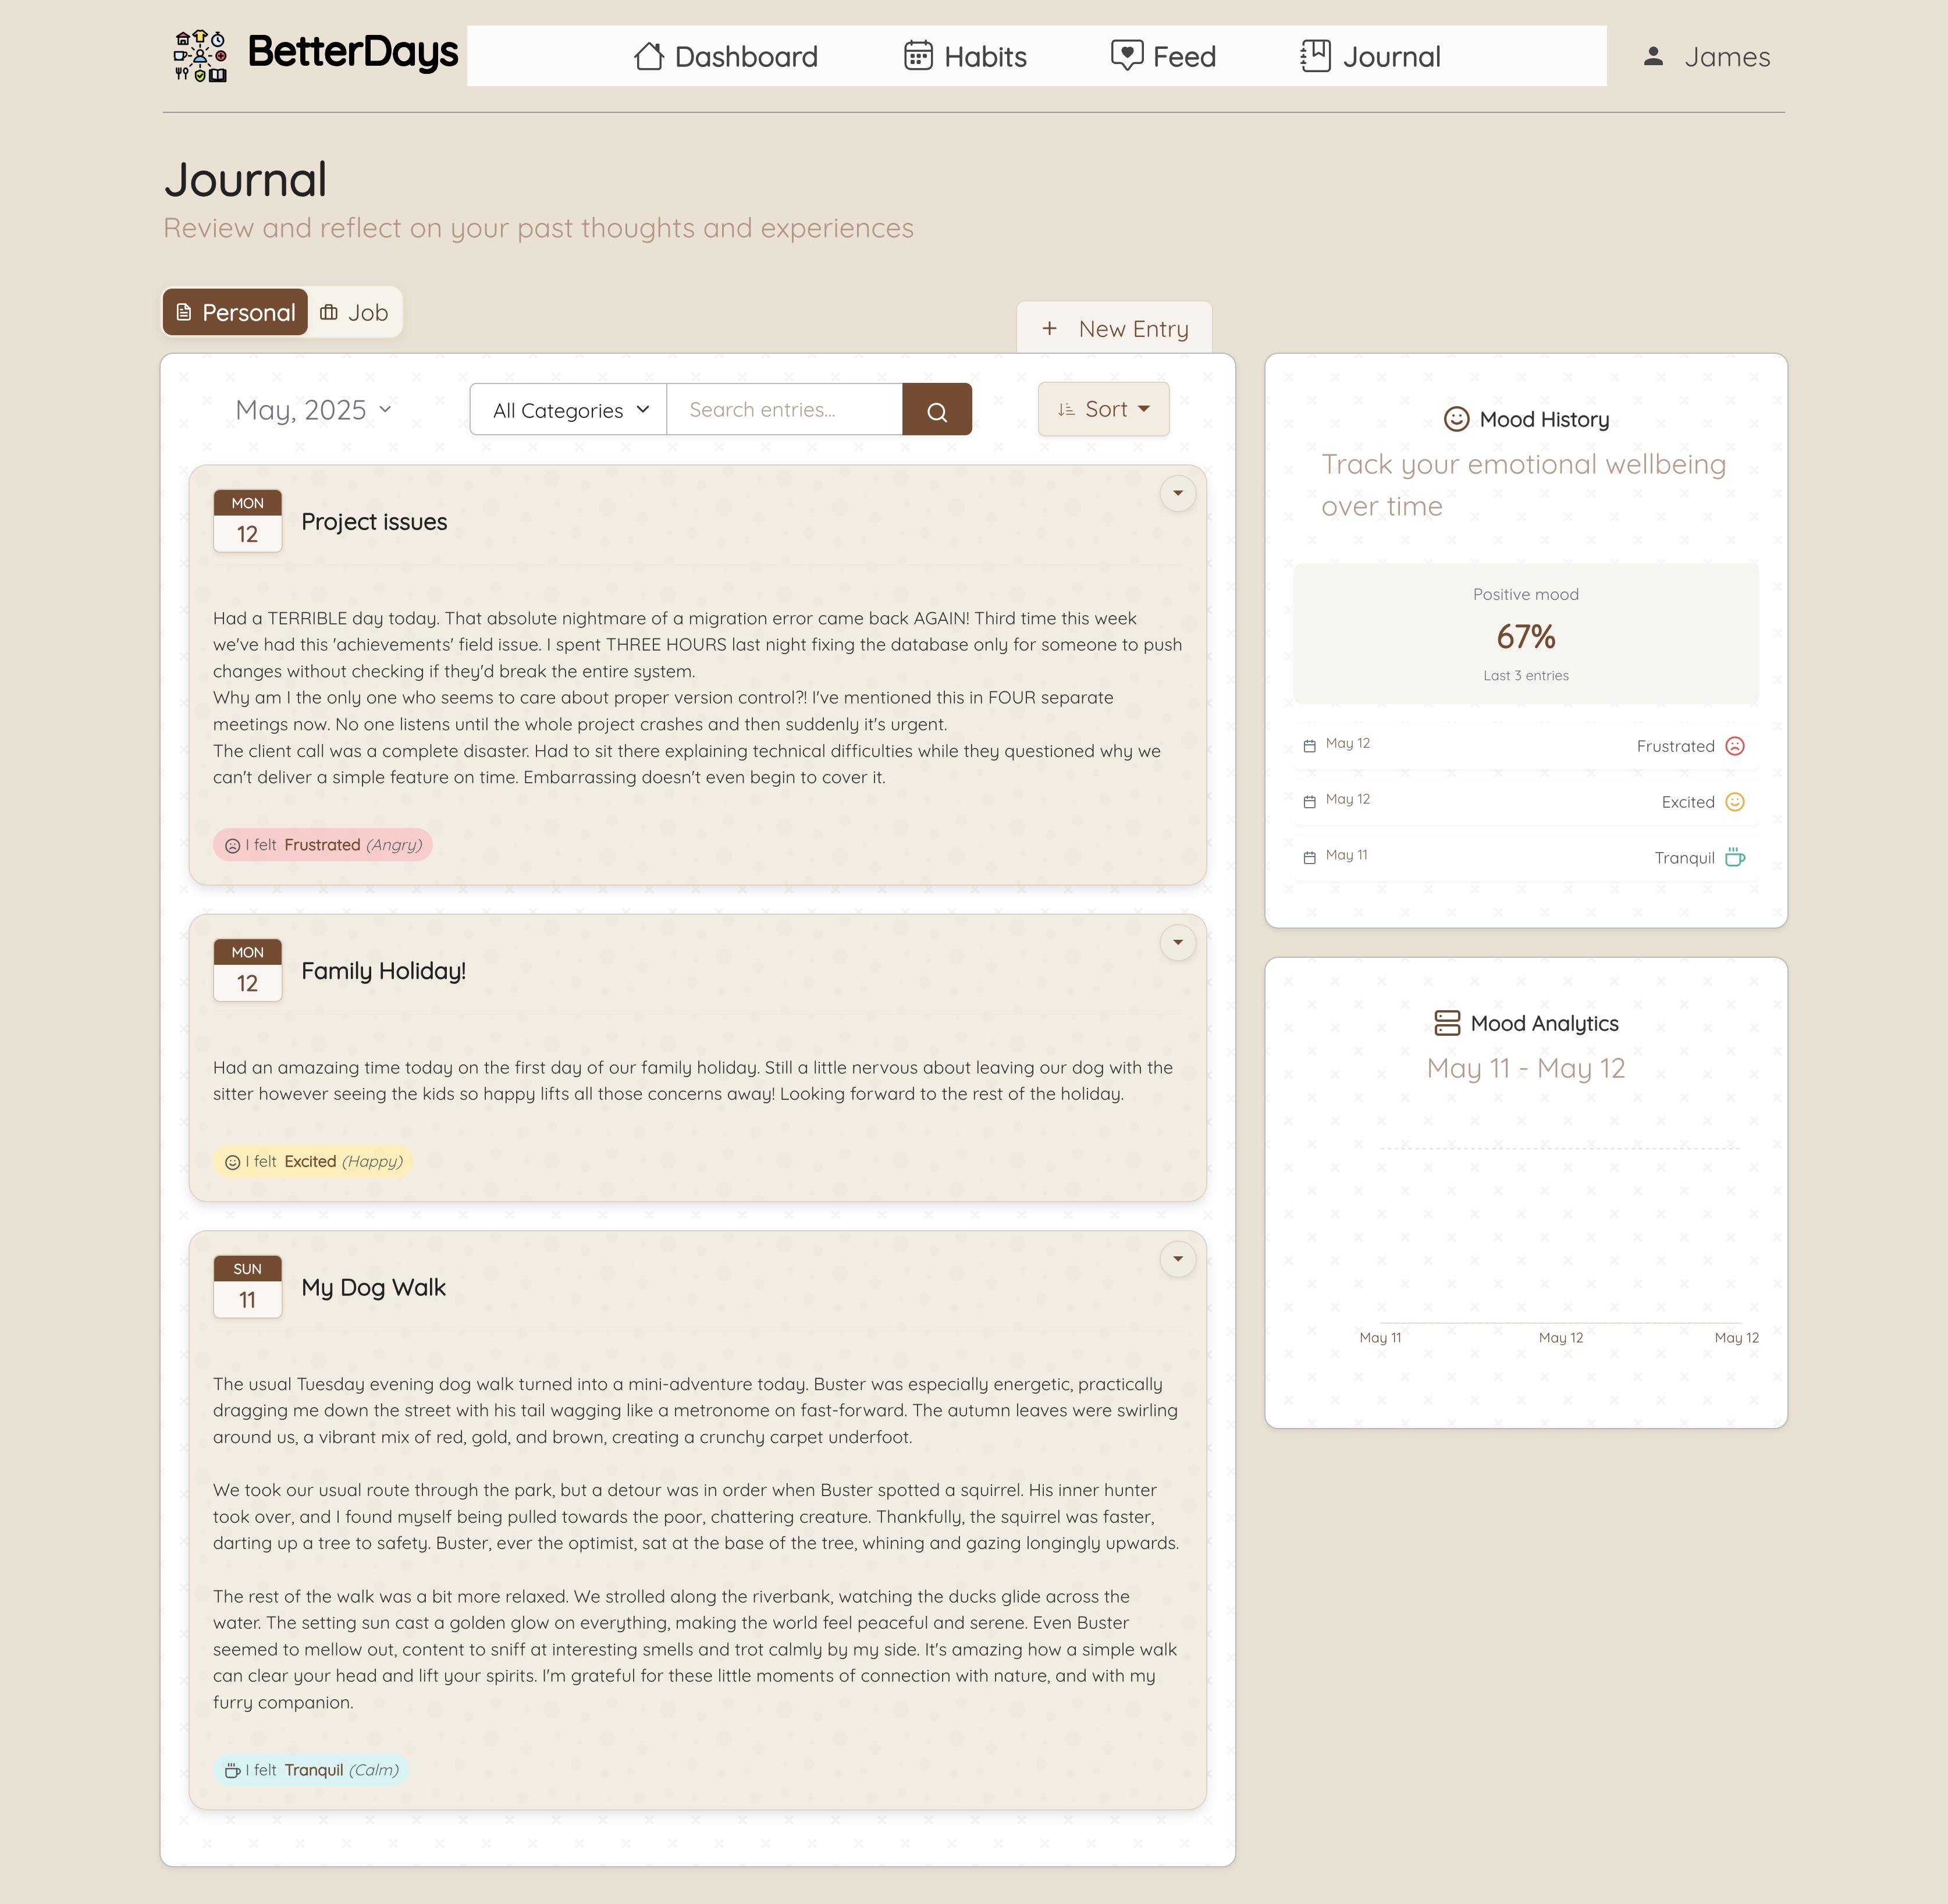 BetterDays
Dashboard
Habits
Feed
Journal
James
Journal
Review and reflect on your past thoughts and experiences
Personal
Job
New Entry
May, 2025
All Categories
Search entries...
Sort
MON
12
Project issues
Had a TERRIBLE day today. That absolute nightmare of a migration error came back AGAIN! Third time this week
we've had this 'achievements' field issue. I spent THREE HOURS last night fixing the database only for someone to push
changes without checking if they'd break the entire system.
Why am I the only one who seems to care about proper version control?! I've mentioned this in FOUR separate
meetings now. No one listens until the whole project crashes and then suddenly it's urgent.
The client call was a complete disaster. Had to sit there explaining technical difficulties while they questioned why we
can't deliver a simple feature on time. Embarrassing doesn't even begin to cover it.
I felt Frustrated (Angry)
MON
12
Family Holiday!
Had an amazaing time today on the first day of our family holiday. Still a little nervous about leaving our dog with the
sitter however seeing the kids so happy lifts all those concerns away! Looking forward to the rest of the holiday.
I felt Excited (Happy)
SUN
11
My Dog Walk
The usual Tuesday evening dog walk turned into a mini-adventure today. Buster was especially energetic, practically
dragging me down the street with his tail wagging like a metronome on fast-forward. The autumn leaves were swirling
around us, a vibrant mix of red, gold, and brown, creating a crunchy carpet underfoot.
We took our usual route through the park, but a detour was in order when Buster spotted a squirrel. His inner hunter
took over, and I found myself being pulled towards the poor, chattering creature. Thankfully, the squirrel was faster,
darting up a tree to safety. Buster, ever the optimist, sat at the base of the tree, whining and gazing longingly upwards.
The rest of the walk was a bit more relaxed. We strolled along the riverbank, watching the ducks glide across the
water. The setting sun cast a golden glow on everything, making the world feel peaceful and serene. Even Buster
seemed to mellow out, content to sniff at interesting smells and trot calmly by my side. It's amazing how a simple walk
can clear your head and lift your spirits. I'm grateful for these little moments of connection with nature, and with my
furry companion.
I felt Tranquil (Calm)
Mood History
Track your emotional wellbeing
over time
Positive mood
67%
Last 3 entries
May 12
Frustrated
May 12
Excited
May 11
Tranquil
Mood Analytics
May 11 - May 12
May 11
May 12
May 12